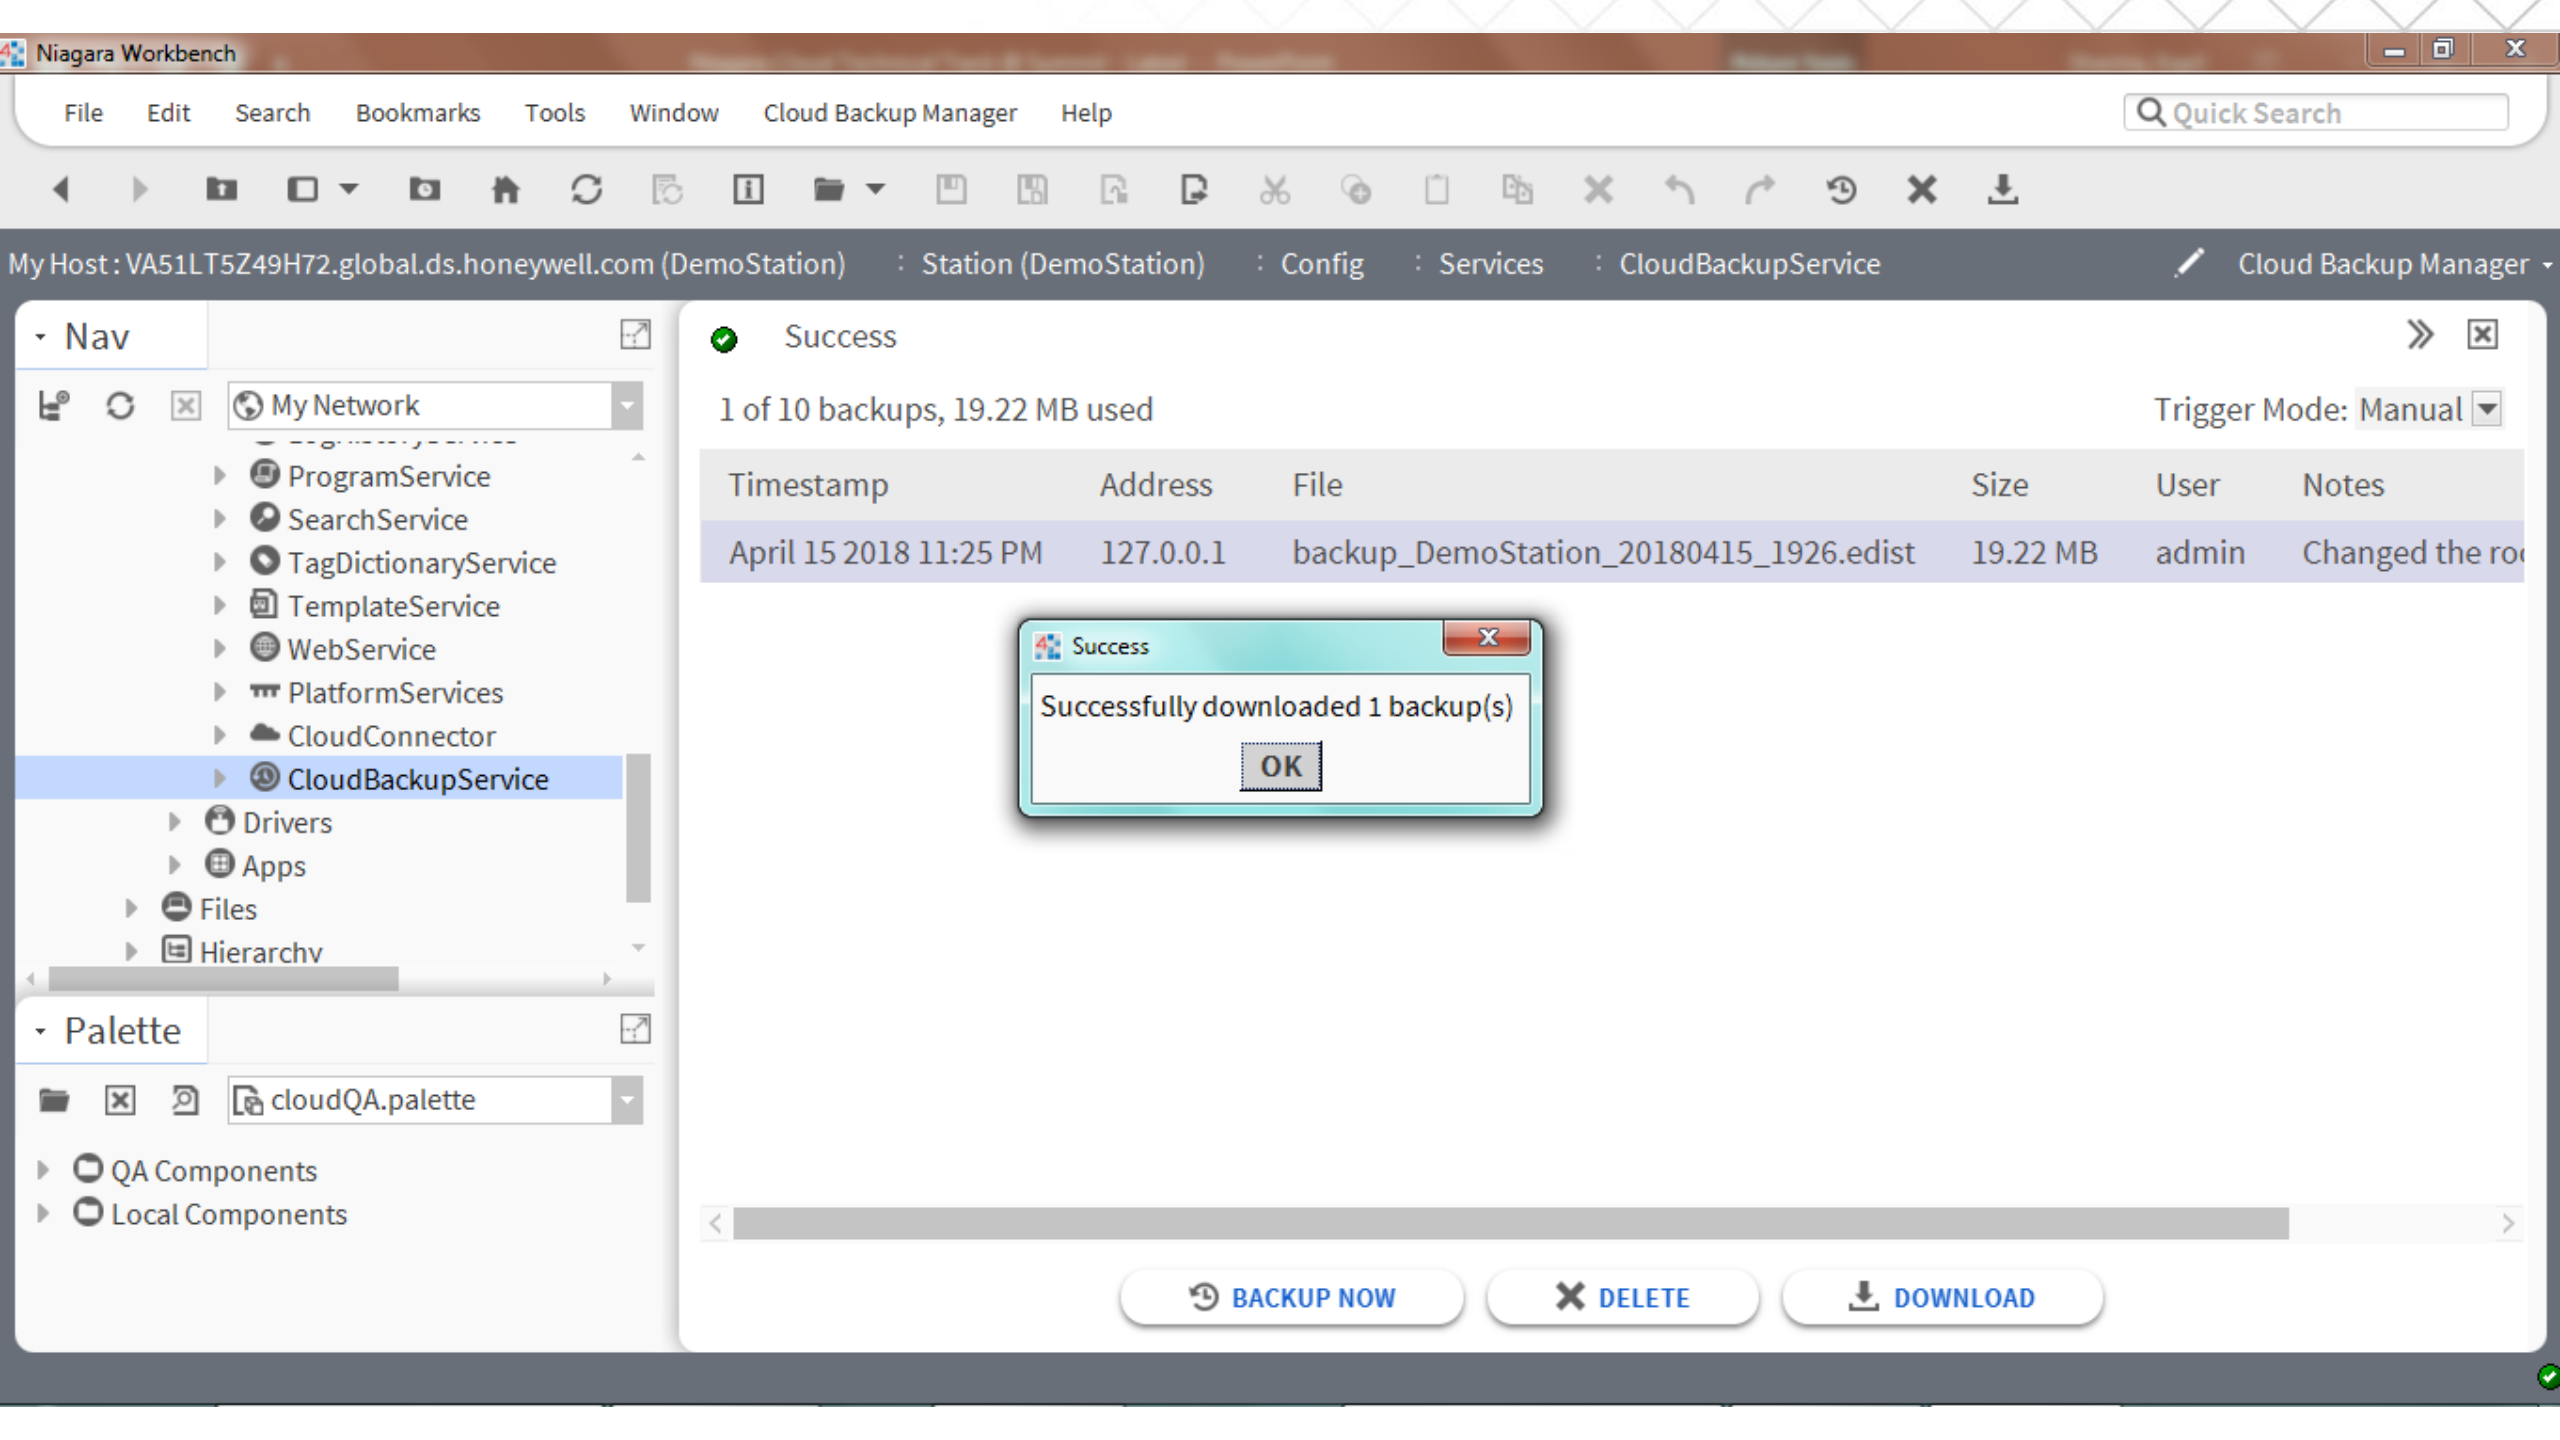 Niagara Workbench
File Edit Search Bookmarks Tools Window Cloud Backup Manager Help
Quick Search
My Host : VA51LT5Z49H72.global.ds.honeywell.com (DemoStation) : Station (DemoStation) : Config : Services : CloudBackupService
Cloud Backup Manager
Nav
My Network
ProgramService
SearchService
TagDictionaryService
TemplateService
WebService
PlatformServices
CloudConnector
CloudBackupService
Drivers
Apps
Files
Hierarchy
Palette
cloudQA.palette
QA Components
Local Components
Success
1 of 10 backups, 19.22 MB used
Trigger Mode: Manual
Timestamp Address File Size User Notes
April 15 2018 11:25 PM 127.0.0.1 backup_DemoStation_20180415_1926.edist 19.22 MB admin Changed the
Success
Successfully downloaded 1 backup(s)
OK
BACKUP NOW
DELETE
DOWNLOAD